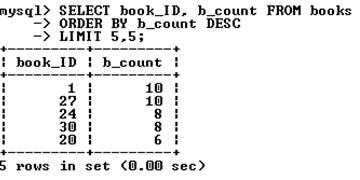 mysql> SELECT book_ID, b_count FROM books
    -> ORDER BY b_count DESC
    -> LIMIT 5,5;
+---------+---------+
| book_ID | b_count |
+---------+---------+
|       1 |      10 |
|      27 |      10 |
|      24 |       8 |
|      30 |       8 |
|      20 |       6 |
+---------+---------+
5 rows in set (0.00 sec)